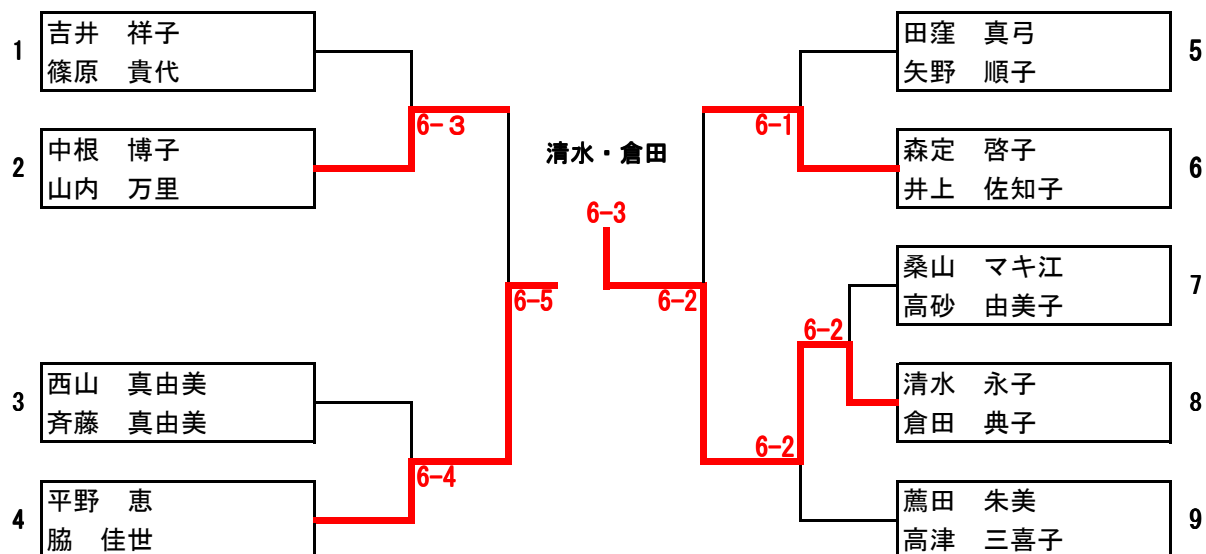 1
吉井　祥子
篠原　貴代
2
中根　博子
山内　万里
6-３
3
西山　真由美
斉藤　真由美
4
平野　恵
脇　佳世
6-4
6-5
清水・倉田
6-3
6-2
6-1
田窪　真弓
矢野　順子
5
森定　啓子
井上　佐知子
6
桑山　マキ江
高砂　由美子
7
6-2
清水　永子
倉田　典子
8
6-2
薦田　朱美
高津　三喜子
9